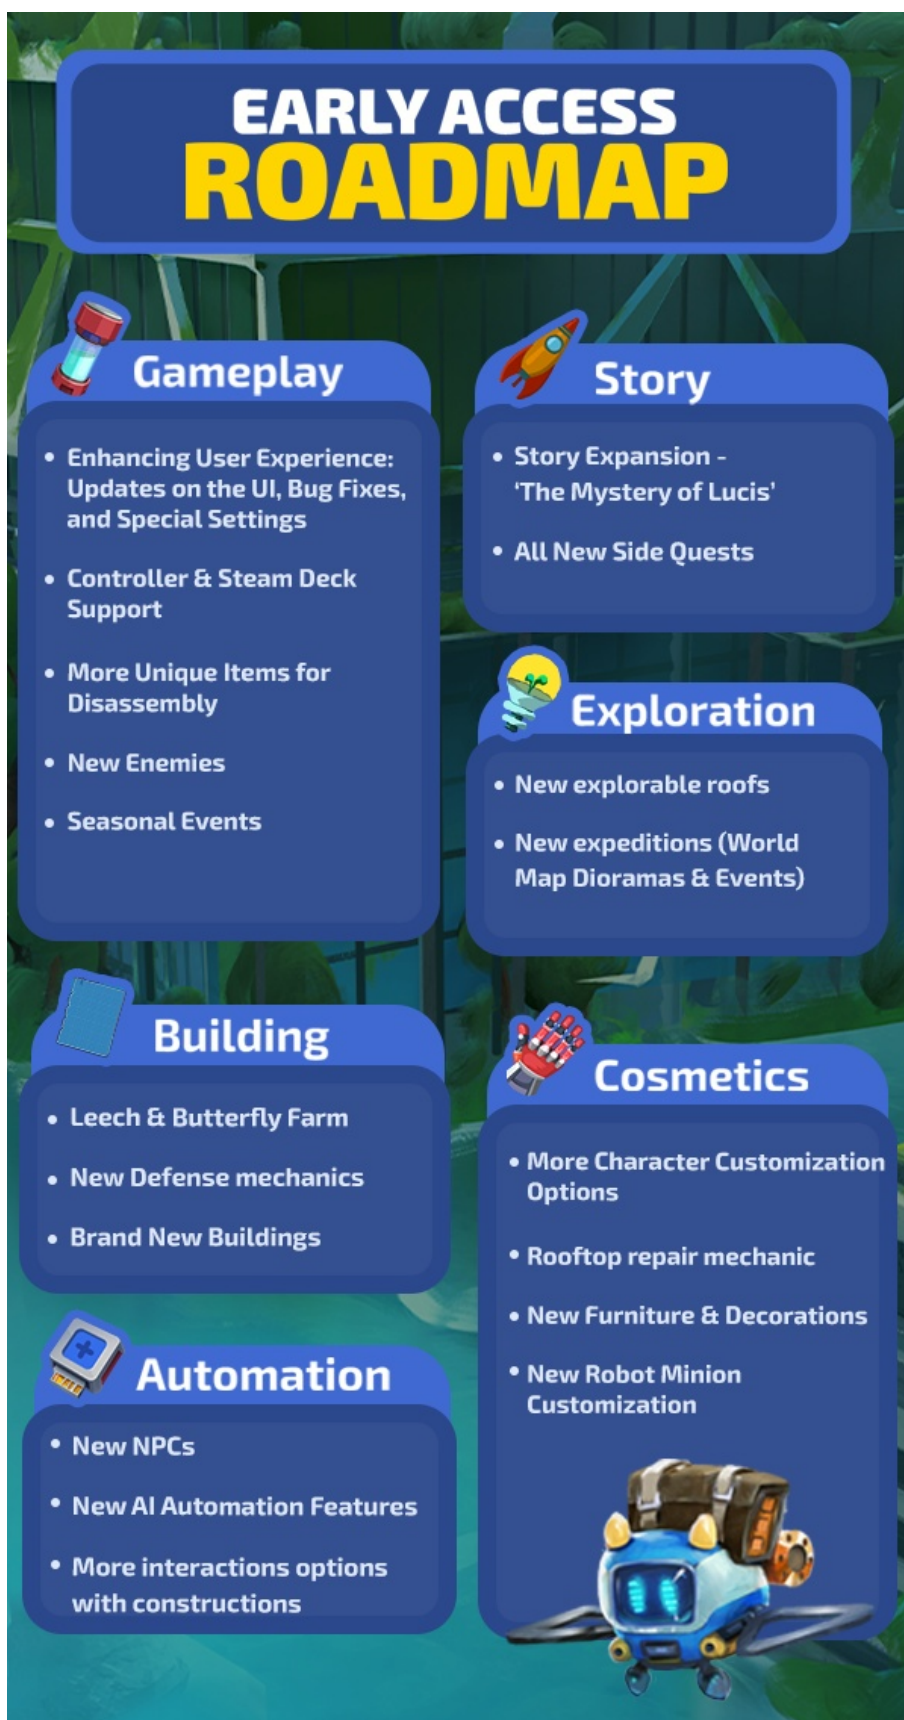 EARLY ACCESS
ROADMAP
Gameplay
• Enhancing User Experience:
Updates on the UI, Bug Fixes,
and Special Settings
• Controller & Steam Deck
Support
• More Unique Items for
Disassembly
• New Enemies
• Seasonal Events
Story
• Story Expansion -
‘The Mystery of Lucis’
• All New Side Quests
Exploration
• New explorable roofs
• New expeditions (World
Map Dioramas & Events)
Building
• Leech & Butterfly Farm
• New Defense mechanics
• Brand New Buildings
Cosmetics
• More Character Customization
Options
• Rooftop repair mechanic
• New Furniture & Decorations
• New Robot Minion
Customization
Automation
• New NPCs
• New AI Automation Features
• More interactions options
with constructions